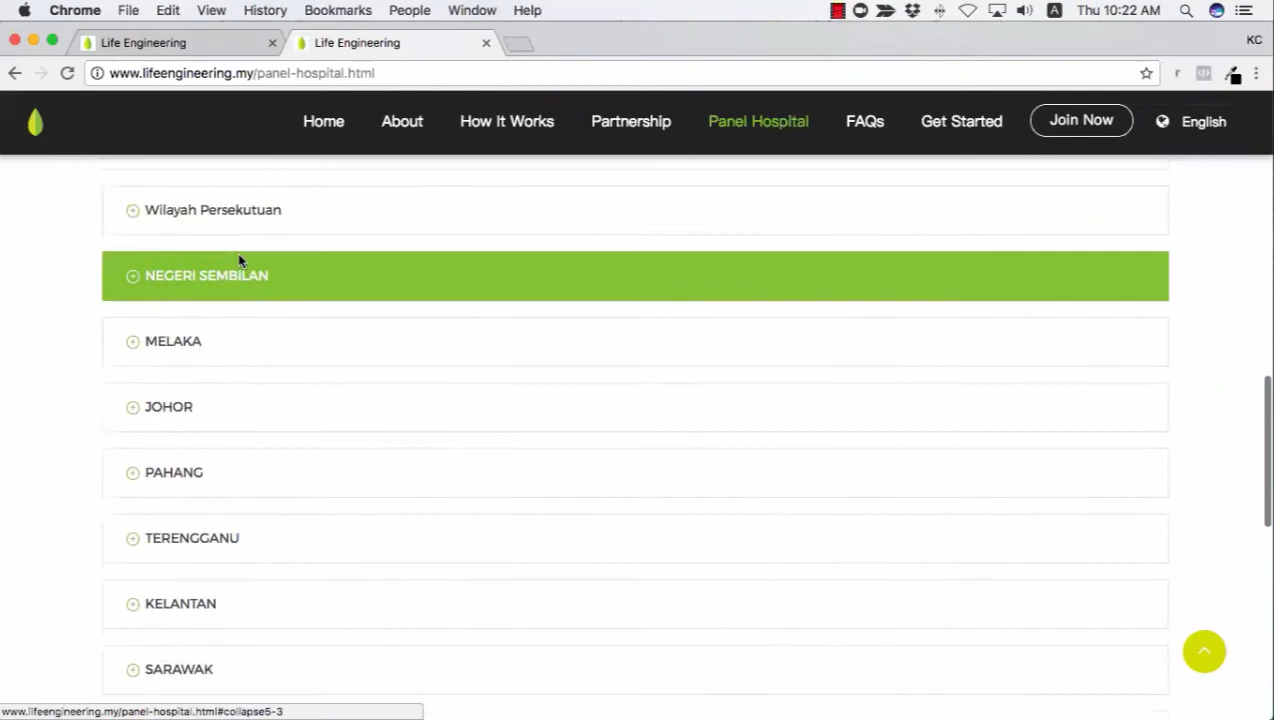 Chrome File Edit View History Bookmarks People Window Help A Thu 10:22 AM
Life Engineering Life Engineering KC
www.lifeengineering.my/panel-hospital.html r
Home About How It Works Partnership Panel Hospital FAQs Get Started Join Now English
Wilayah Persekutuan
NEGERI SEMBILAN
MELAKA
JOHOR
PAHANG
TERENGGANU
KELANTAN
SARAWAK
www.lifeengineering.my/panel-hospital.html#collapse5-3